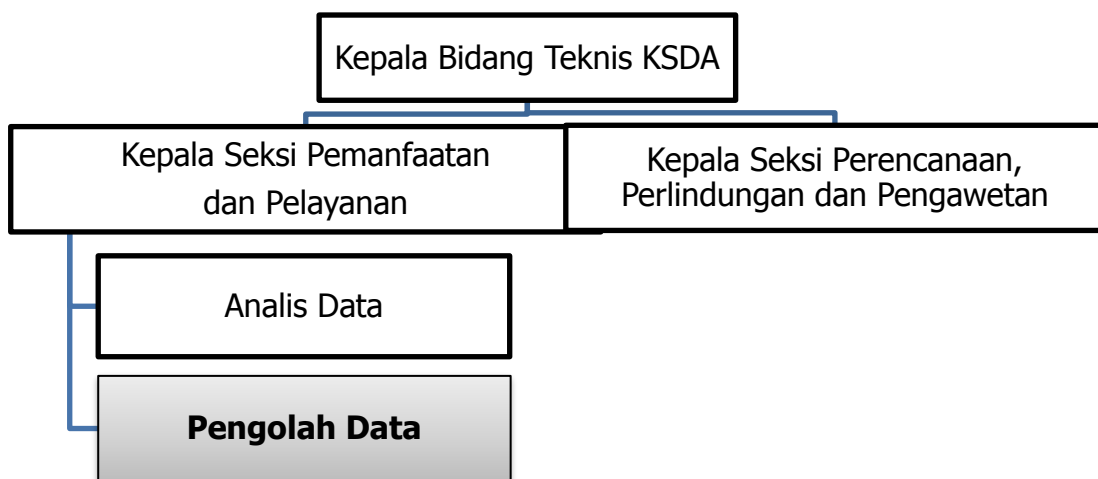 Kepala Bidang Teknis KSDA
Kepala Seksi Pemanfaatan
dan Pelayanan
Kepala Seksi Perencanaan,
Perlindungan dan Pengawetan
Analis Data
Pengolah Data